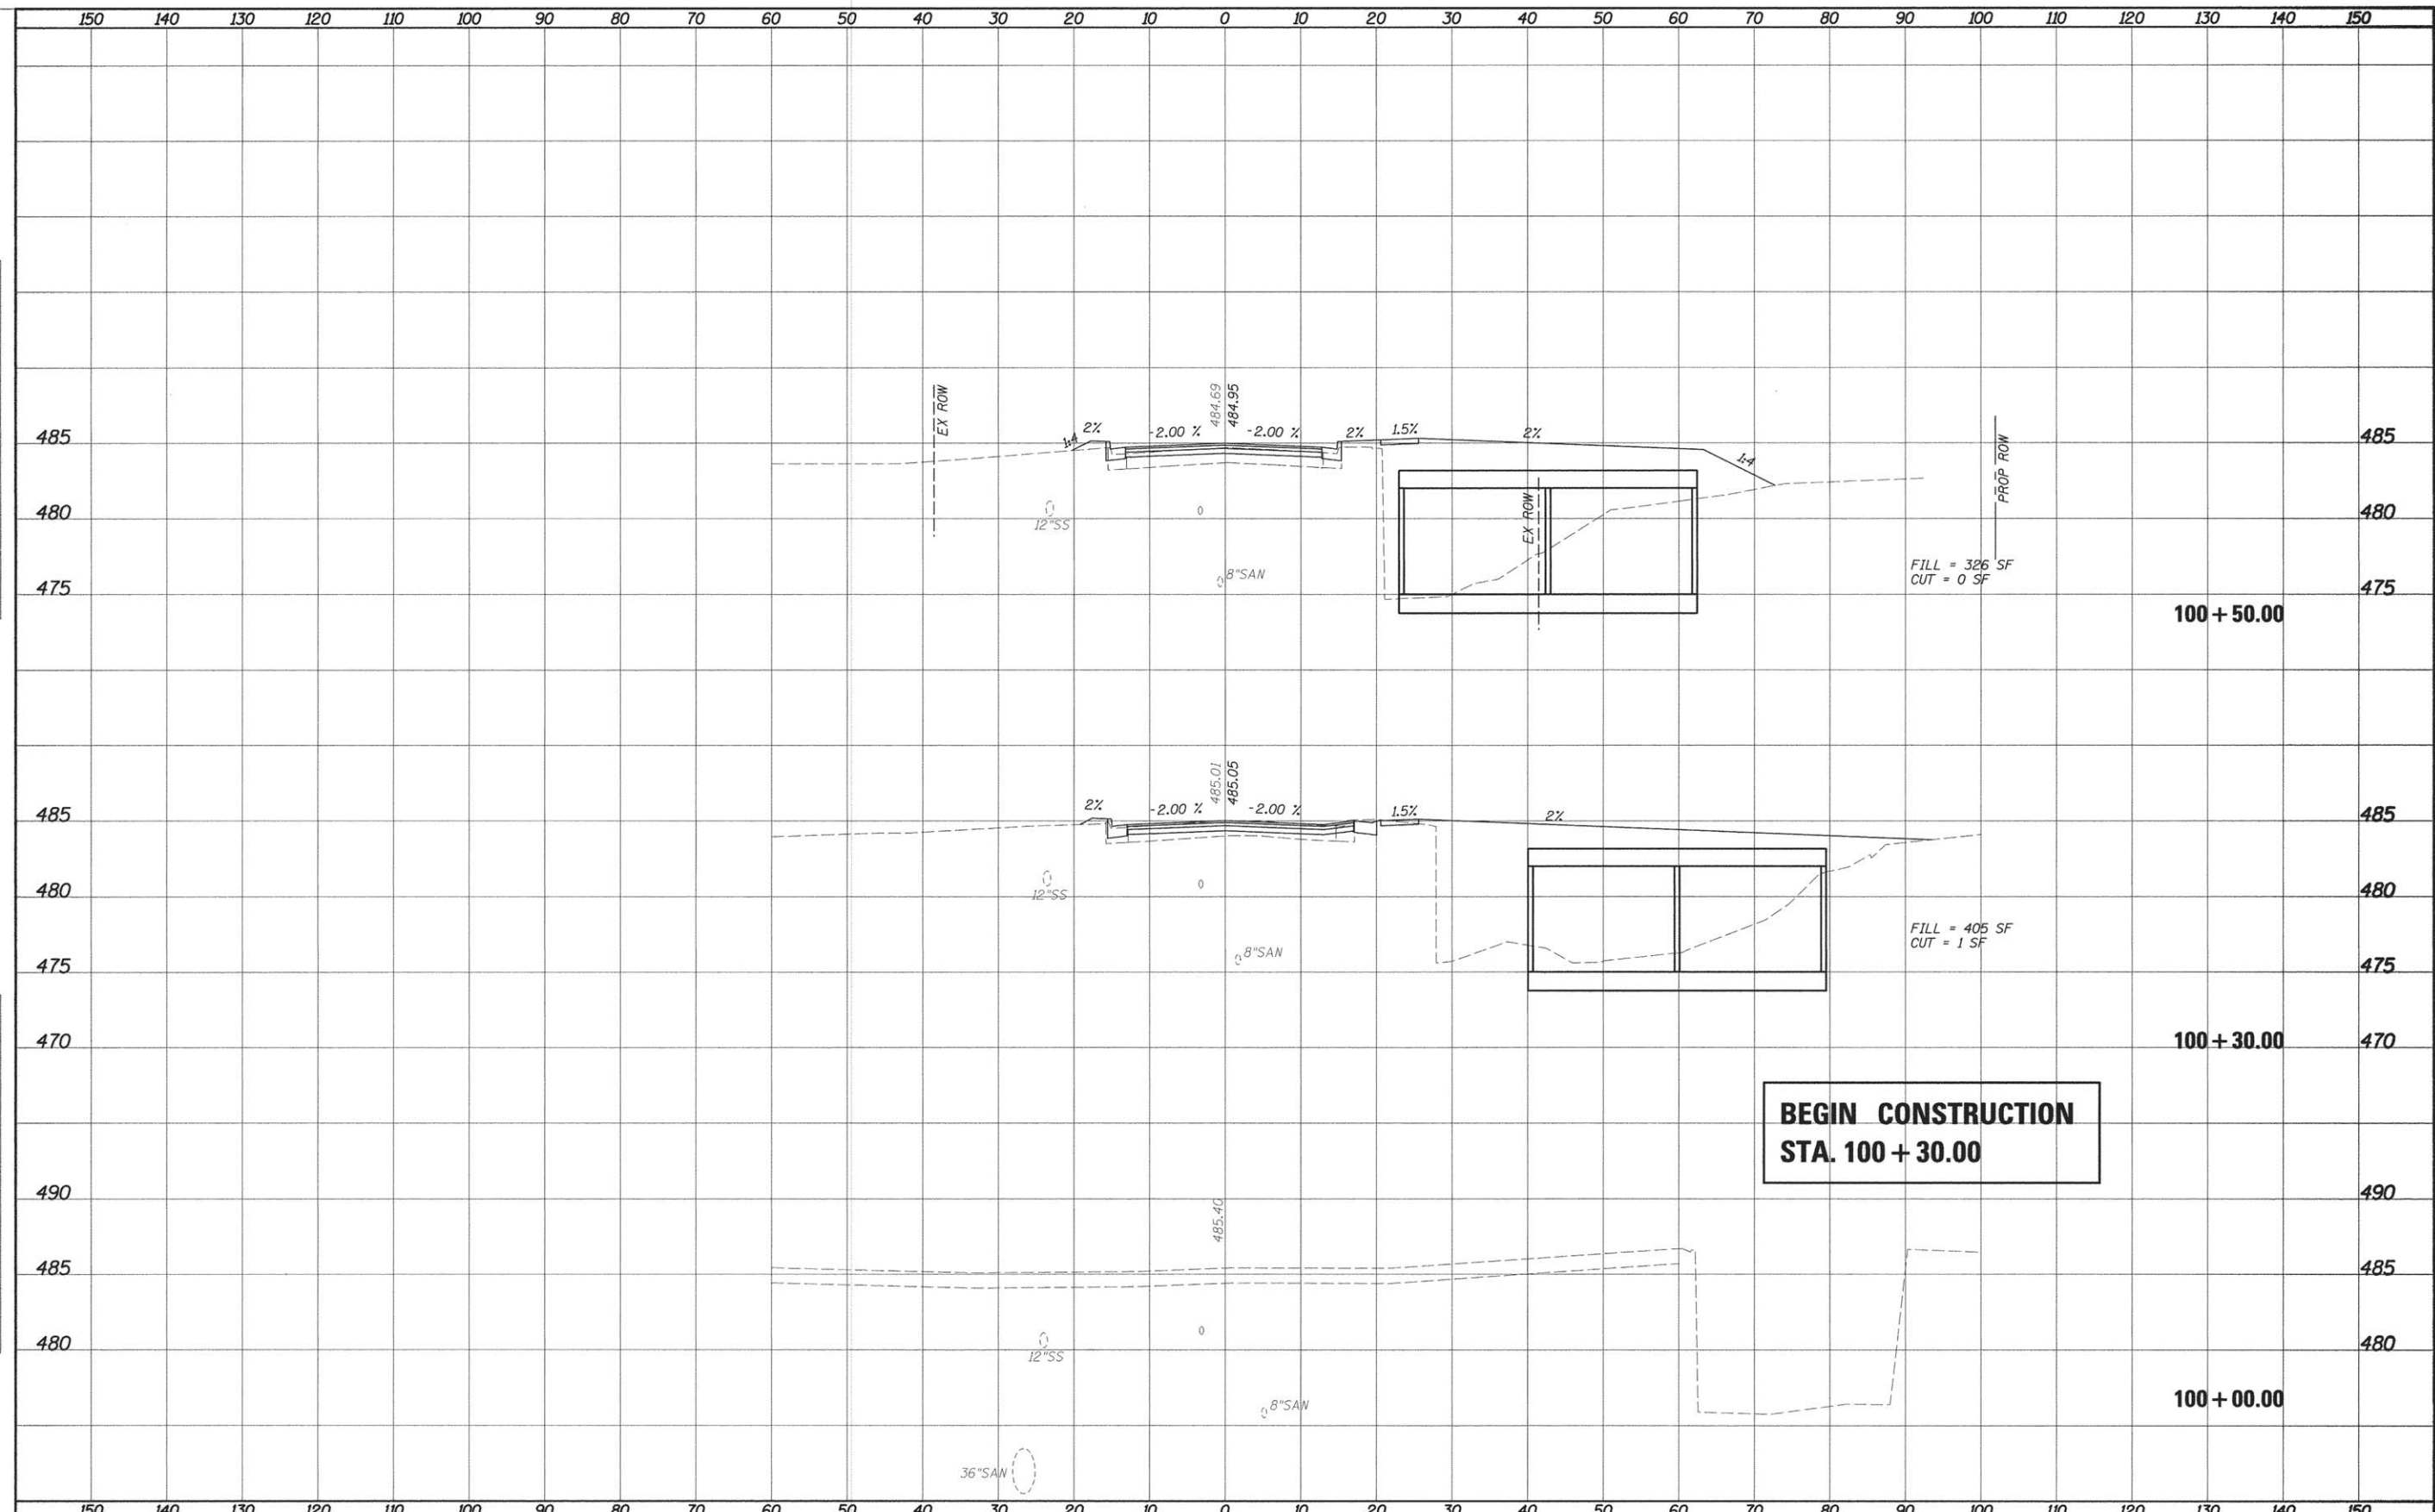 150 140 130 120 110 100 90 80 70 60 50 40 30 20 10 0 10 20 30 40 50 60 70 80 90 100 110 120 130 140 150
EX ROW
484.69
484.95
485 1:4 2% -2.00 % -2.00 % 2% 1.5% 2% 1:4 PROP ROW 485
480 12"SS EX ROW 480
8"SAN FILL = 326 SF
475 CUT = 0 SF 475
100+50.00
485.01
485.05
2% -2.00 % -2.00 % 1.5% 2%
485 485
480 12"SS 480
FILL = 405 SF
CUT = 1 SF
8"SAN
475 475
470 100+30.00 470
BEGIN CONSTRUCTION
STA. 100+30.00
490 490
485.40
485 485
480 12"SS 480
8"SAN 100+00.00
36"SAN
150 140 130 120 110 100 90 80 70 60 50 40 30 20 10 0 10 20 30 40 50 60 70 80 90 100 110 120 130 140 150